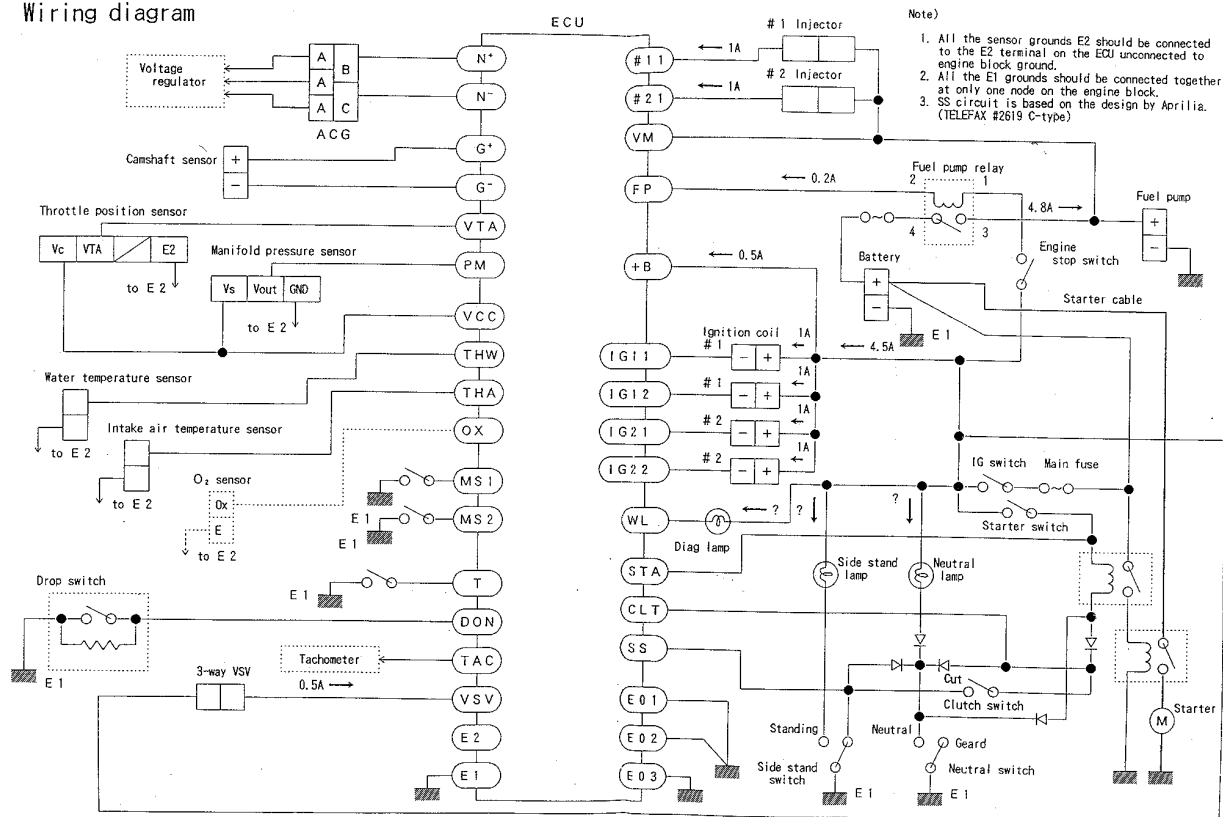 Wiring diagram
ECU
Note)
1. All the sensor grounds E2 should be connected
to the E2 terminal on the ECU unconnected to
engine block ground.
2. All the E1 grounds should be connected together
at only one node on the engine block.
3. SS circuit is based on the design by Aprilia.
(TELEFAX #2619 C-type)
Voltage
regulator
A
A
A
B
C
ACG
Camshaft sensor
+
−
Throttle position sensor
Vc
VTA
E2
to E2
Manifold pressure sensor
Vs
Vout
GND
to E2
Water temperature sensor
to E2
Intake air temperature sensor
to E2
O₂ sensor
Ox
E
to E2
E1
E1
E1
Drop switch
E1
Tachometer
3-way VSV
0.5A →
N⁺
N⁻
G⁺
G⁻
VTA
PM
VCC
THW
THA
OX
MS1
MS2
T
DON
TAC
VSV
E2
E1
#11
#21
VM
FP
+B
IGI1
IGI2
IG21
IG22
WL
STA
CLT
SS
E01
E02
E03
#1 Injector
← 1A
#2 Injector
← 1A
Fuel pump relay
← 0.2A
2
1
4
3
4.8A →
Fuel pump
+
−
Engine
stop switch
← 0.5A
Battery
+
−
E1
Starter cable
Ignition coil
#1
− +
1A
←
← 4.5A
#1
− +
1A
←
#2
− +
1A
←
#2
− +
1A
←
IG switch
Main fuse
Starter switch
← ?
?
↓
?
↓
Diag lamp
Side stand
lamp
Neutral
lamp
Cut
Clutch switch
Standing
Side stand
switch
E1
Neutral
Geard
Neutral switch
E1
M
Starter